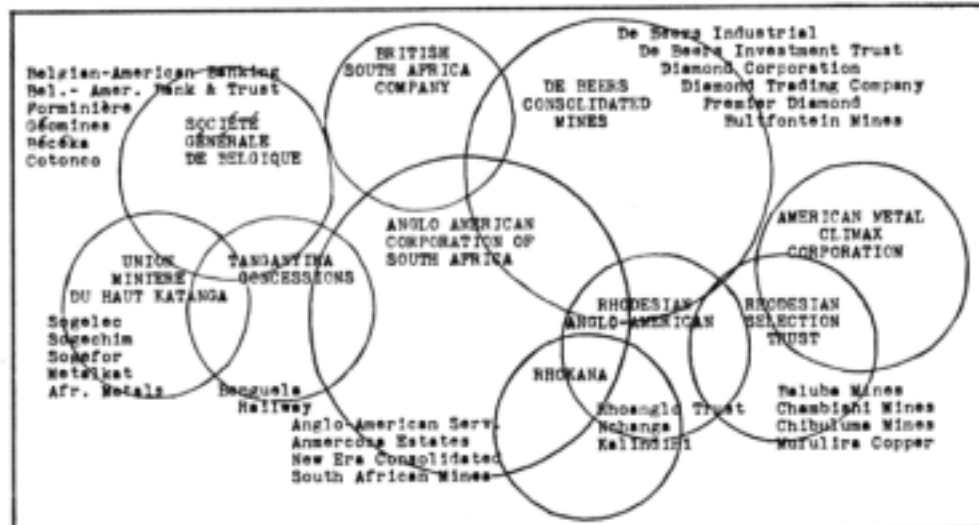 Belgian-American Banking
Bel.- Amer. Bank & Trust
Forminière
Géomines
Bécéka
Cotonco
SOCIÉTÉ
GÉNÉRALE
DE BELGIQUE
BRITISH
SOUTH AFRICA
COMPANY
DE BEERS
CONSOLIDATED
MINES
De Beers Industrial
De Beers Investment Trust
Diamond Corporation
Diamond Trading Company
Premier Diamond
Bultfontein Mines
ANGLO AMERICAN
CORPORATION OF
SOUTH AFRICA
AMERICAN METAL
CLIMAX
CORPORATION
UNION
MINIERE
DU HAUT KATANGA
TANGANYIKA
CONCESSIONS
RHODESIAN
ANGLO-AMERICAN
RHODESIAN
SELECTION
TRUST
Sogelec
Sogechim
Sogefor
Metalkat
Afr. Metals
Benguela
Railway
RHOKANA
Anglo-American Serv.
Anmercosa Estates
New Era Consolidated
South African Mines
Rhoanglo Trust
Nchanga
Kalindini
Baluba Mines
Chambishi Mines
Chibuluma Mines
Mufulira Copper